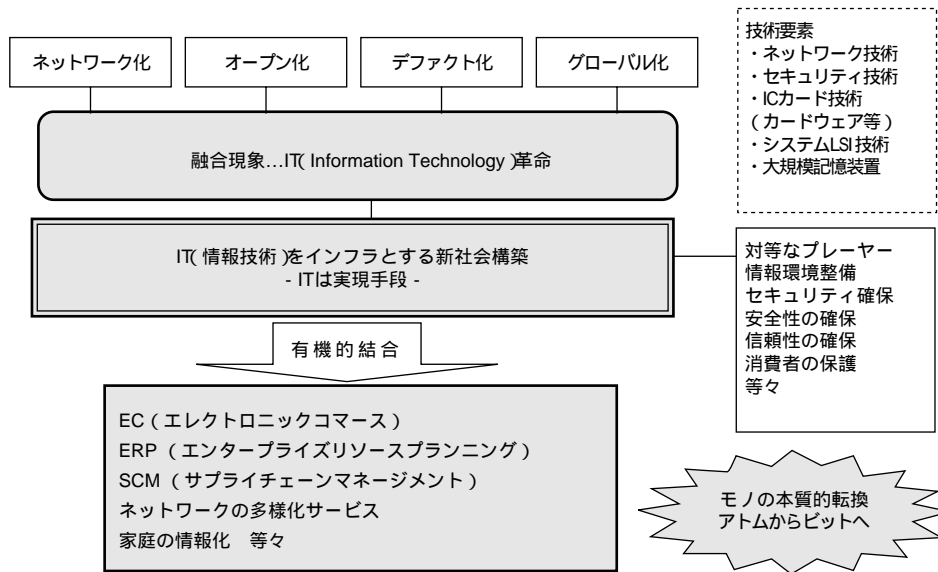 ネットワーク化
オープン化
デファクト化
グローバル化
技術要素
・ネットワーク技術
・セキュリティ技術
・ICカード技術
（カードウェア等）
・システムLSI技術
・大規模記憶装置
融合現象…IT（Information Technology）革命
IT（情報技術）をインフラとする新社会構築
- ITは実現手段 -
対等なプレーヤー
情報環境整備
セキュリティ確保
安全性の確保
信頼性の確保
消費者の保護
等々
有機的結合
EC（エレクトロニックコマース）
ERP（エンタープライズリソースプランニング）
SCM（サプライチェーンマネージメント）
ネットワークの多様化サービス
家庭の情報化　等々
モノの本質的転換
アトムからビットへ